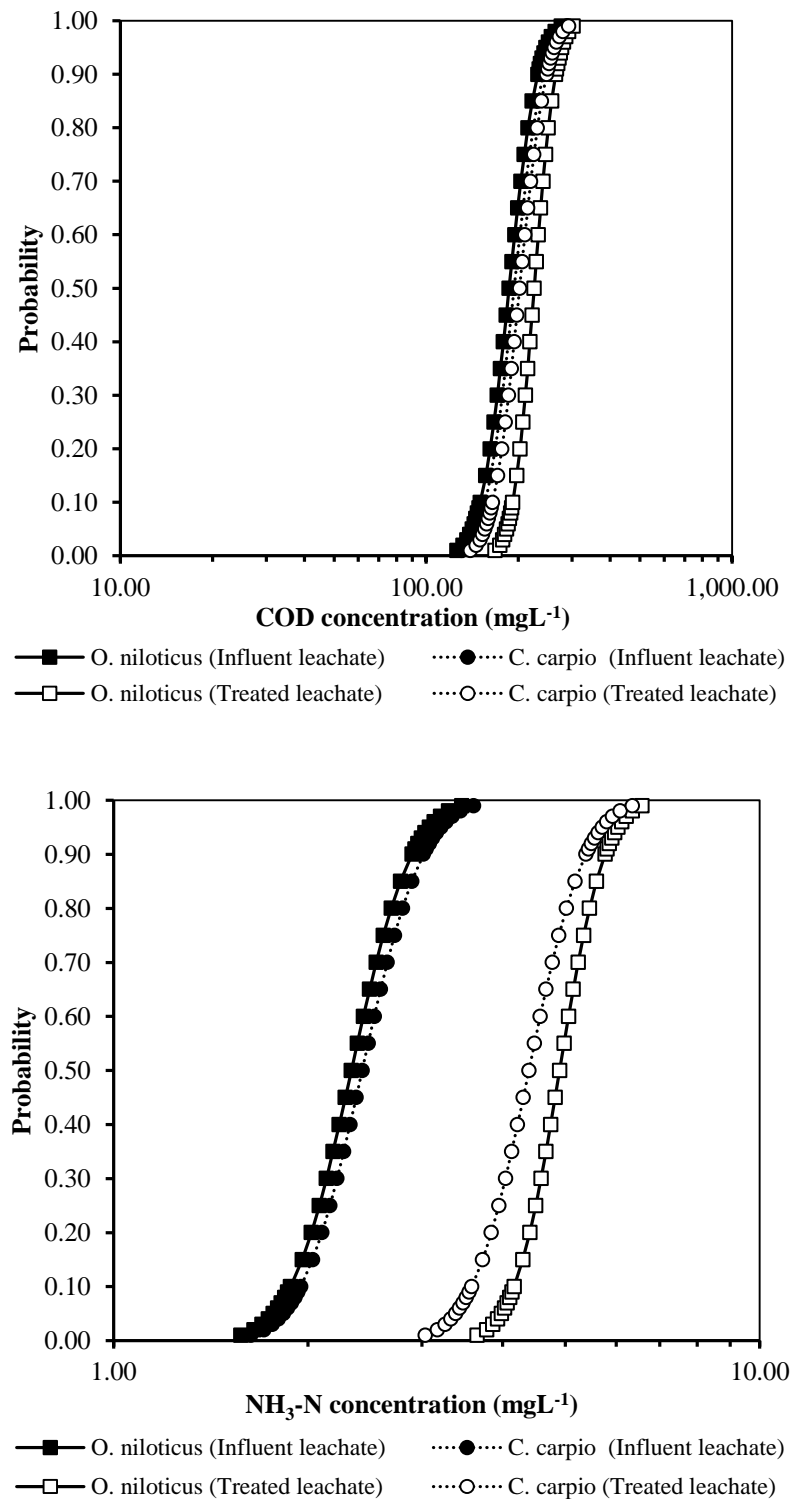 1.00
0.90
0.80
0.70
0.60
0.50
0.40
0.30
0.20
0.10
0.00
Probability
10.00 100.00 1,000.00
COD concentration (mgL-1)
O. niloticus (Influent leachate) C. carpio (Influent leachate)
O. niloticus (Treated leachate) C. carpio (Treated leachate)
1.00
0.90
0.80
0.70
0.60
0.50
0.40
0.30
0.20
0.10
0.00
Probability
1.00 10.00
NH3-N concentration (mgL-1)
O. niloticus (Influent leachate) C. carpio (Influent leachate)
O. niloticus (Treated leachate) C. carpio (Treated leachate)